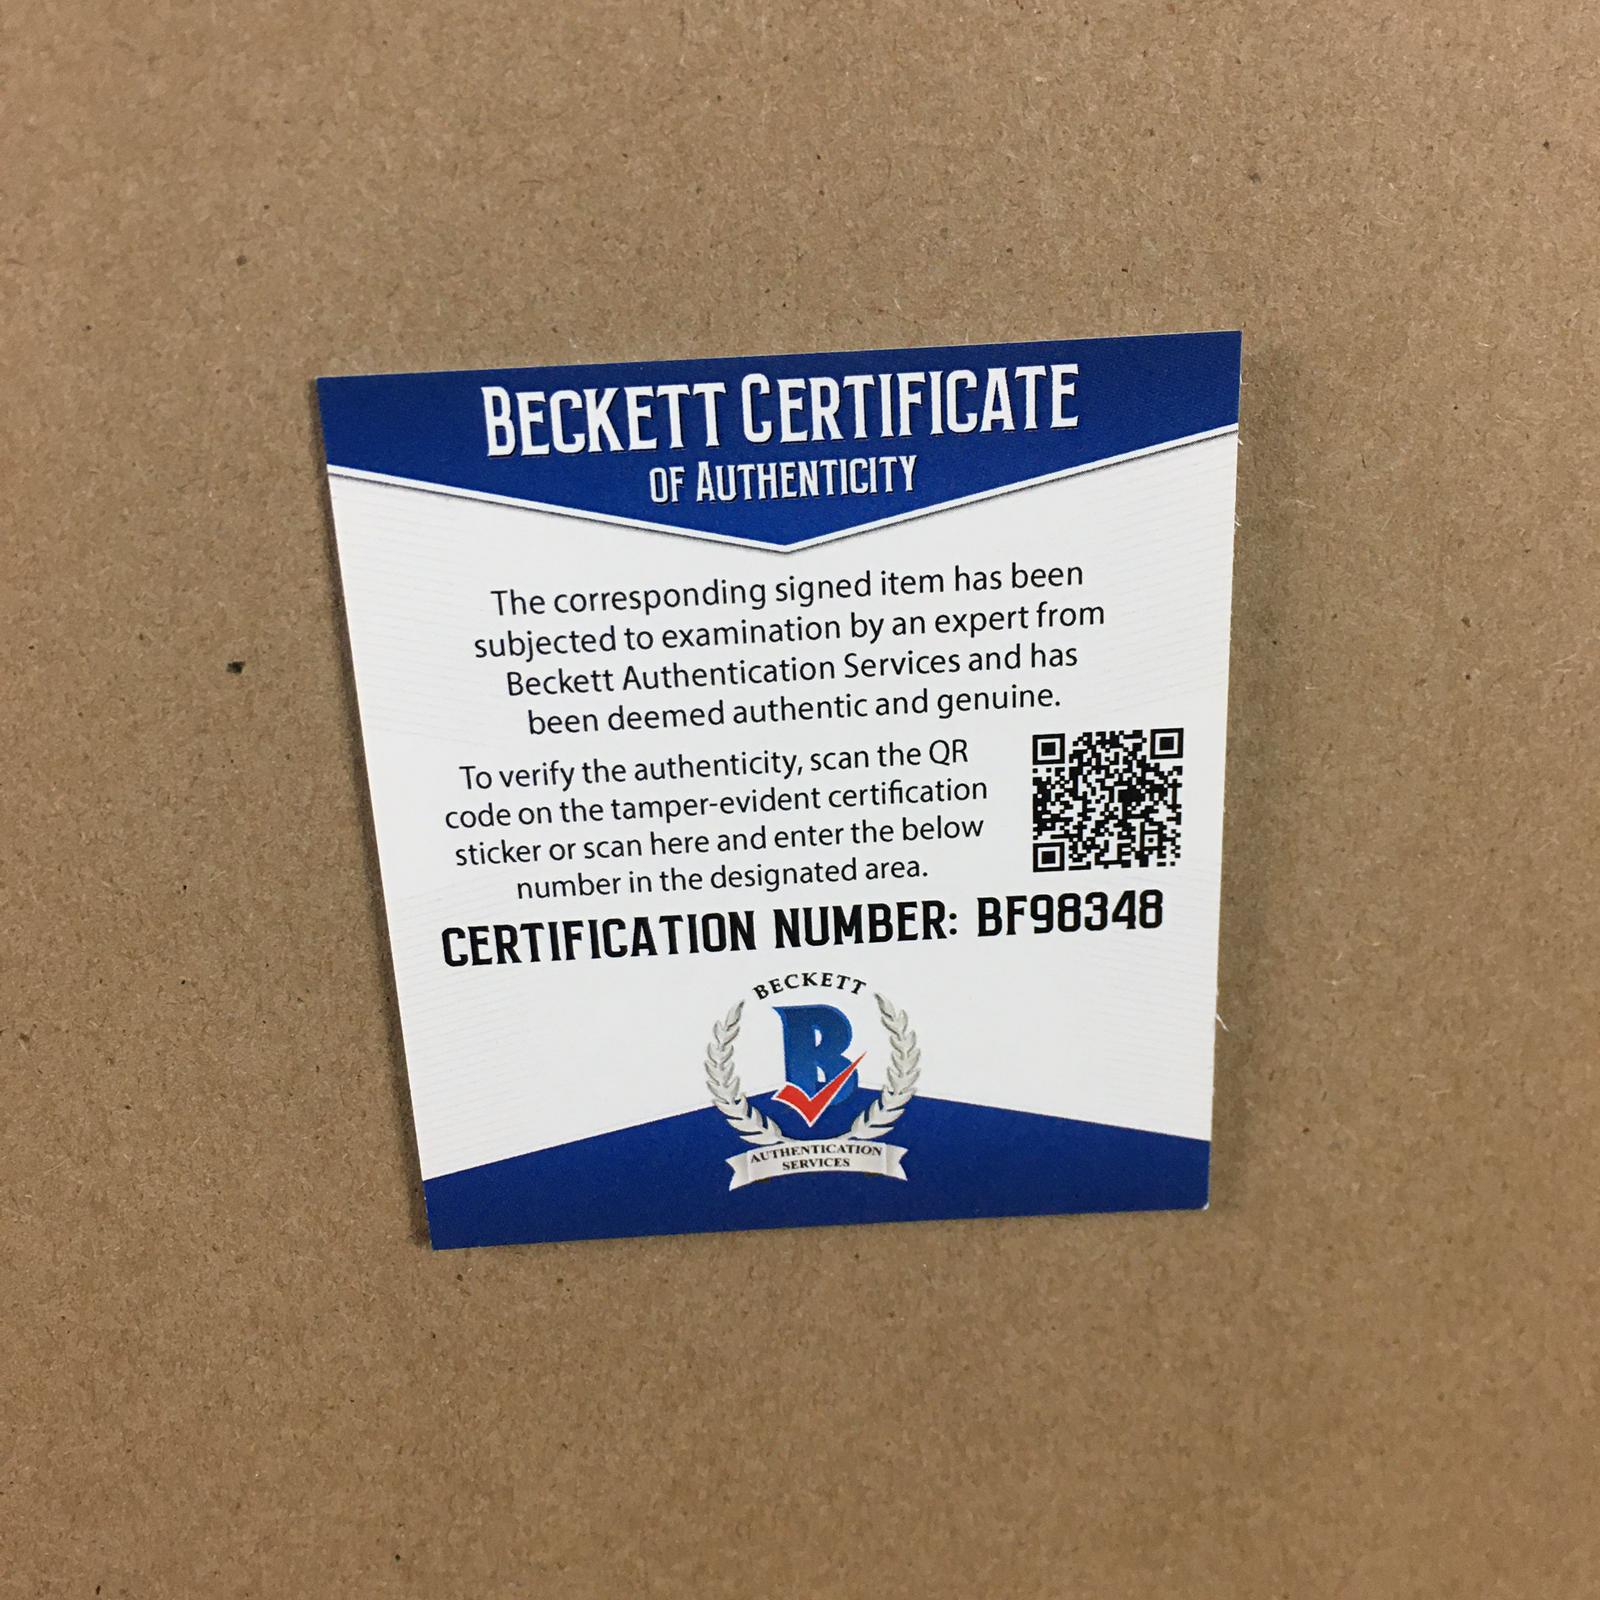 BECKETT CERTIFICATE
OF AUTHENTICITY
The corresponding signed item has been
subjected to examination by an expert from
Beckett Authentication Services and has
been deemed authentic and genuine.
To verify the authenticity, scan the QR
code on the tamper-evident certification
sticker or scan here and enter the below
number in the designated area.
CERTIFICATION NUMBER: BF98348
BECKETT
B
AUTHENTICATION
SERVICES